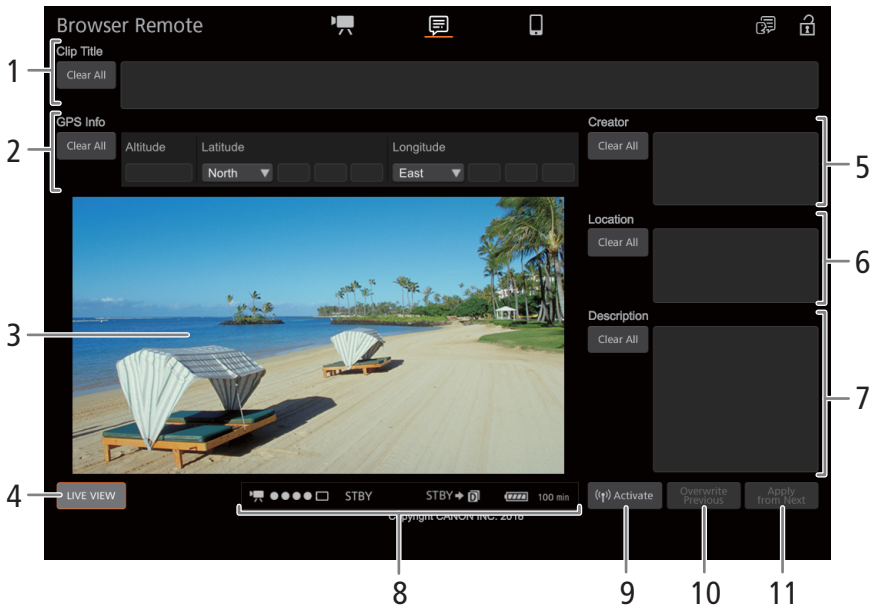 Browser Remote
Clip Title
1
Clear All
GPS Info
Creator
2
Clear All
Altitude
Latitude
Longitude
Clear All
North
East
5
Location
Clear All
6
3
Description
Clear All
7
4
LIVE VIEW
STBY
STBY
D
100 min
Activate
Overwrite
Previous
Apply
from Next
Copyright CANON INC. 2018
8
9
10
11